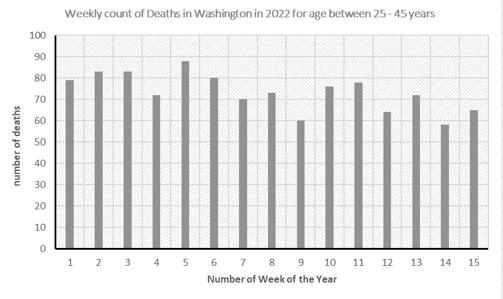 Weekly count of Deaths in Washington in 2022 for age between 25 - 45 years
100
90
80
70
60
50
40
30
20
10
0
number of deaths
1 2 3 4 5 6 7 8 9 10 11 12 13 14 15
Number of Week of the Year